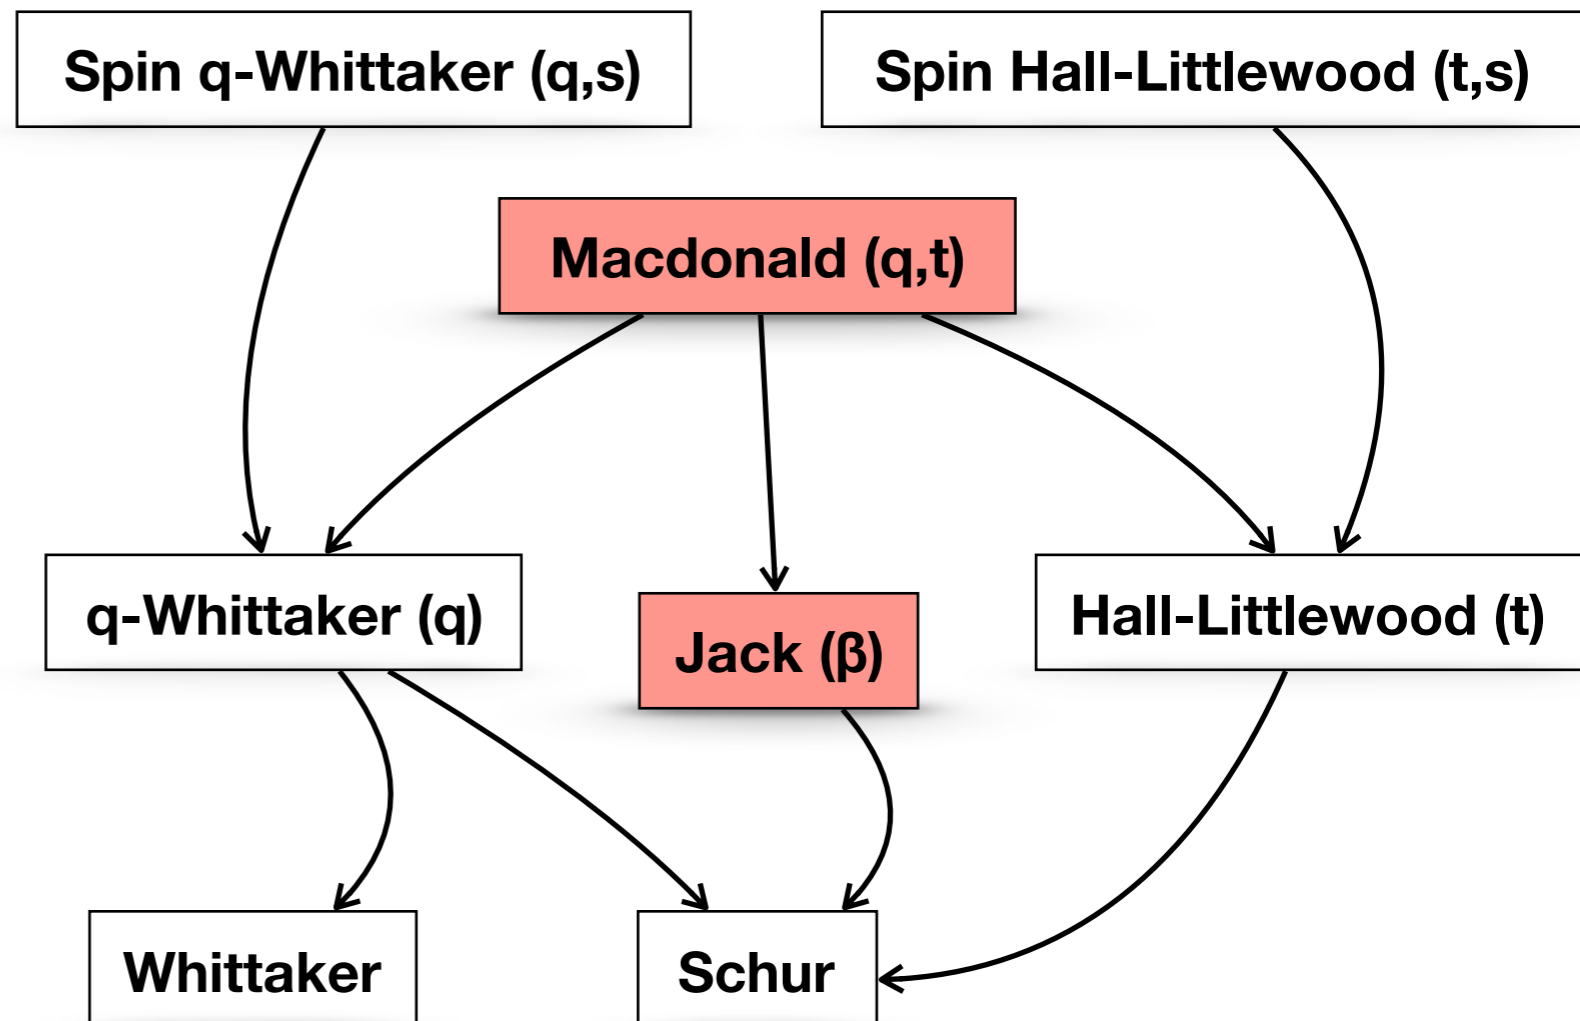 Spin q-Whittaker (q,s)
Spin Hall-Littlewood (t,s)
Macdonald (q,t)
q-Whittaker (q)
Jack (β)
Hall-Littlewood (t)
Whittaker
Schur